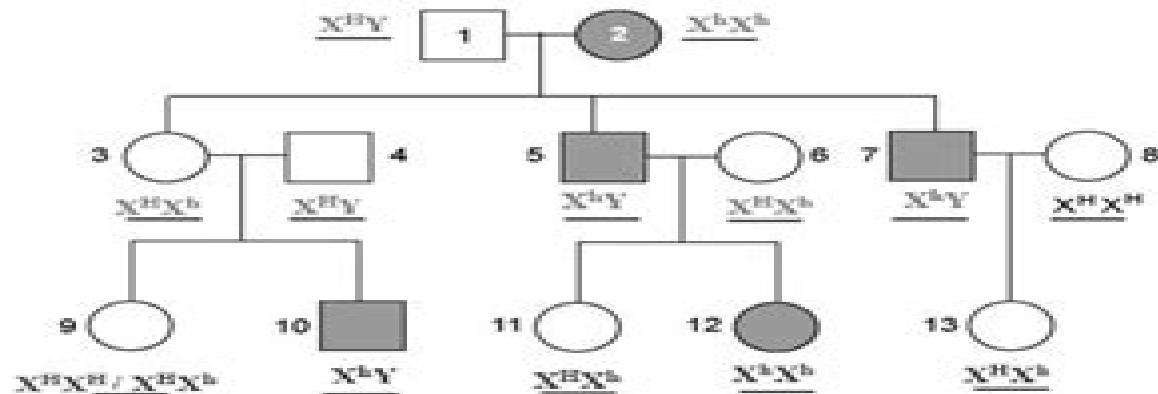 X^H Y 1 2 X^h X^h
3 4 5 6 7 8
X^H X^h X^H Y X^h Y X^H X^h X^h Y X^H X^H
9 10 11 12 13
X^H X^H / X^H X^h X^h Y X^H X^h X^h X^h X^H X^h